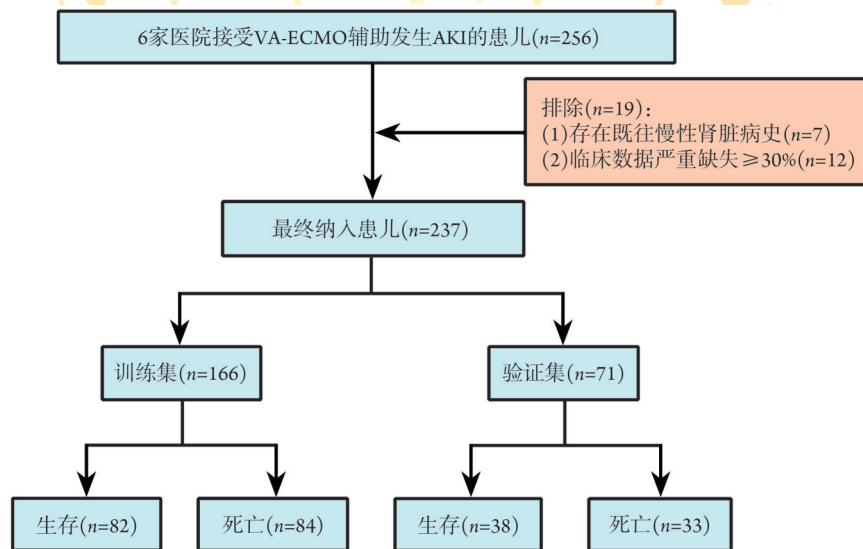 6家医院接受VA-ECMO辅助发生AKI的患儿(n=256)
排除(n=19)：
(1)存在既往慢性肾脏病史(n=7)
(2)临床数据严重缺失≥30%(n=12)
最终纳入患儿(n=237)
训练集(n=166)
验证集(n=71)
生存(n=82)
死亡(n=84)
生存(n=38)
死亡(n=33)